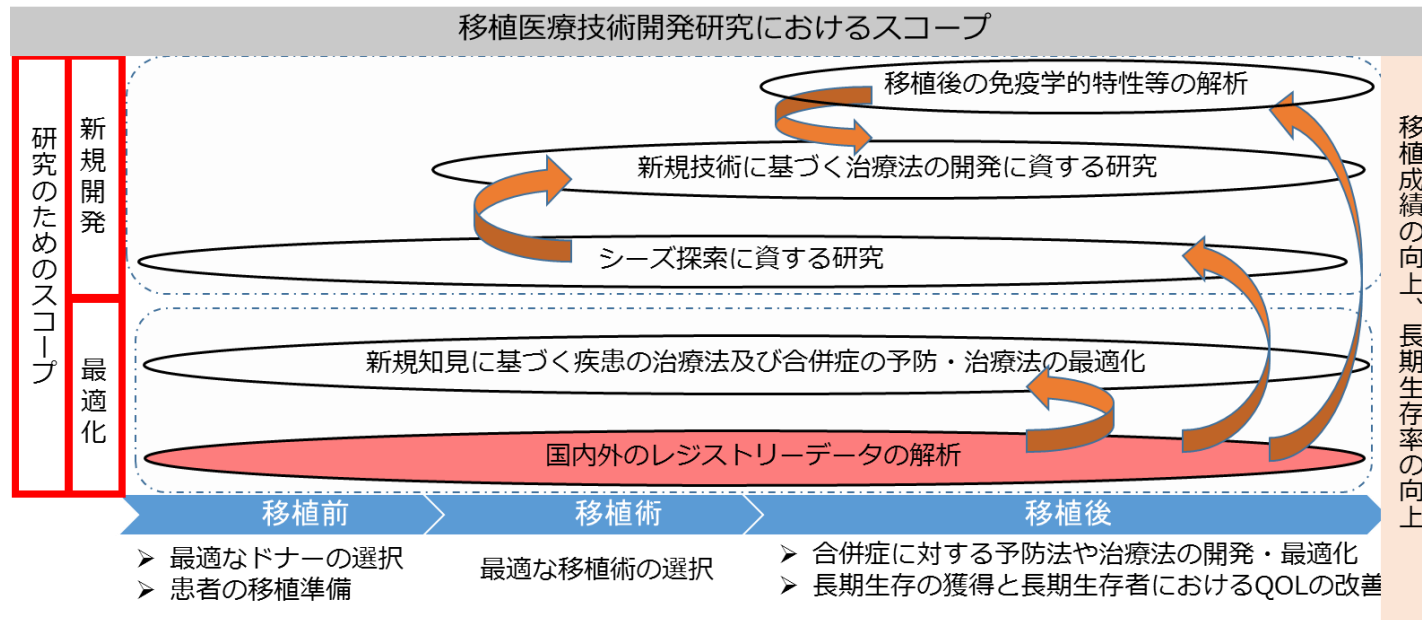 移植医療技術開発研究におけるスコープ
研究のためのスコープ
新規開発
最適化
移植後の免疫学的特性等の解析
新規技術に基づく治療法の開発に資する研究
シーズ探索に資する研究
新規知見に基づく疾患の治療法及び合併症の予防・治療法の最適化
国内外のレジストリーデータの解析
移植前
移植術
移植後
➢ 最適なドナーの選択
➢ 患者の移植準備
最適な移植術の選択
➢ 合併症に対する予防法や治療法の開発・最適化
➢ 長期生存の獲得と長期生存者におけるQOLの改善
移植成績の向上、長期生存率の向上